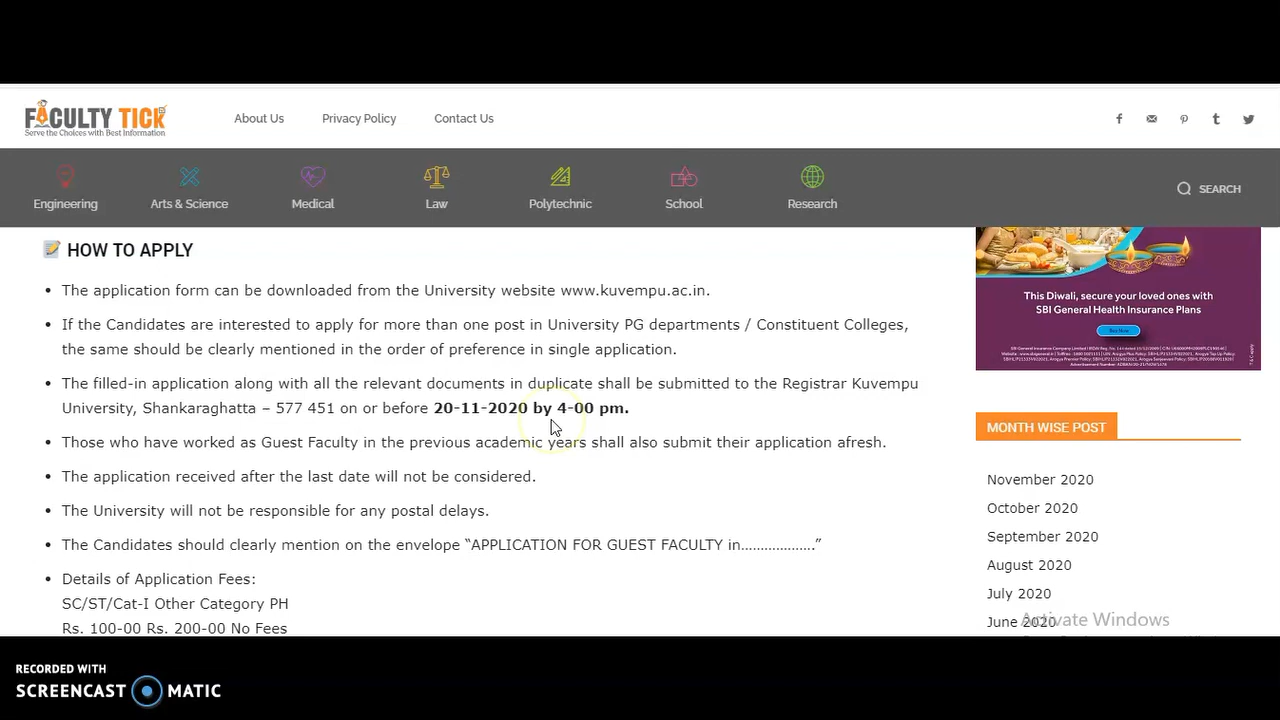 FACULTY TICK
Serve the Choices with Best Information
About Us
Privacy Policy
Contact Us
Engineering
Arts & Science
Medical
Law
Polytechnic
School
Research
SEARCH
HOW TO APPLY
The application form can be downloaded from the University website www.kuvempu.ac.in.
If the Candidates are interested to apply for more than one post in University PG departments / Constituent Colleges,
the same should be clearly mentioned in the order of preference in single application.
The filled-in application along with all the relevant documents in duplicate shall be submitted to the Registrar Kuvempu
University, Shankaraghatta – 577 451 on or before 20-11-2020 by 4-00 pm.
Those who have worked as Guest Faculty in the previous academic years shall also submit their application afresh.
The application received after the last date will not be considered.
The University will not be responsible for any postal delays.
The Candidates should clearly mention on the envelope “APPLICATION FOR GUEST FACULTY in………………”
Details of Application Fees:
SC/ST/Cat-I Other Category PH
Rs. 100-00 Rs. 200-00 No Fees
This Diwali, secure your loved ones with
SBI General Health Insurance Plans
MONTH WISE POST
November 2020
October 2020
September 2020
August 2020
July 2020
June 2020
Activate Windows
RECORDED WITH
SCREENCAST MATIC